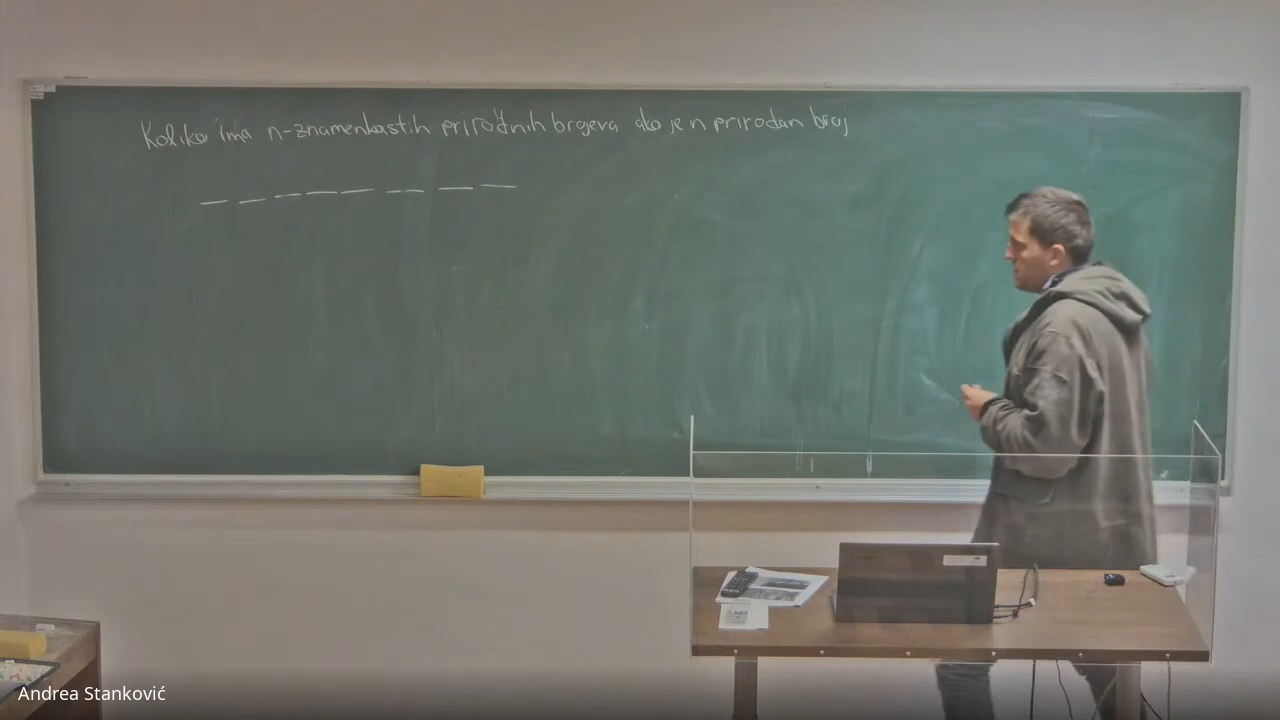 Koliko ima n-znamenkastih prirodnih brojeva ako je n prirodan broj
Andrea Stanković